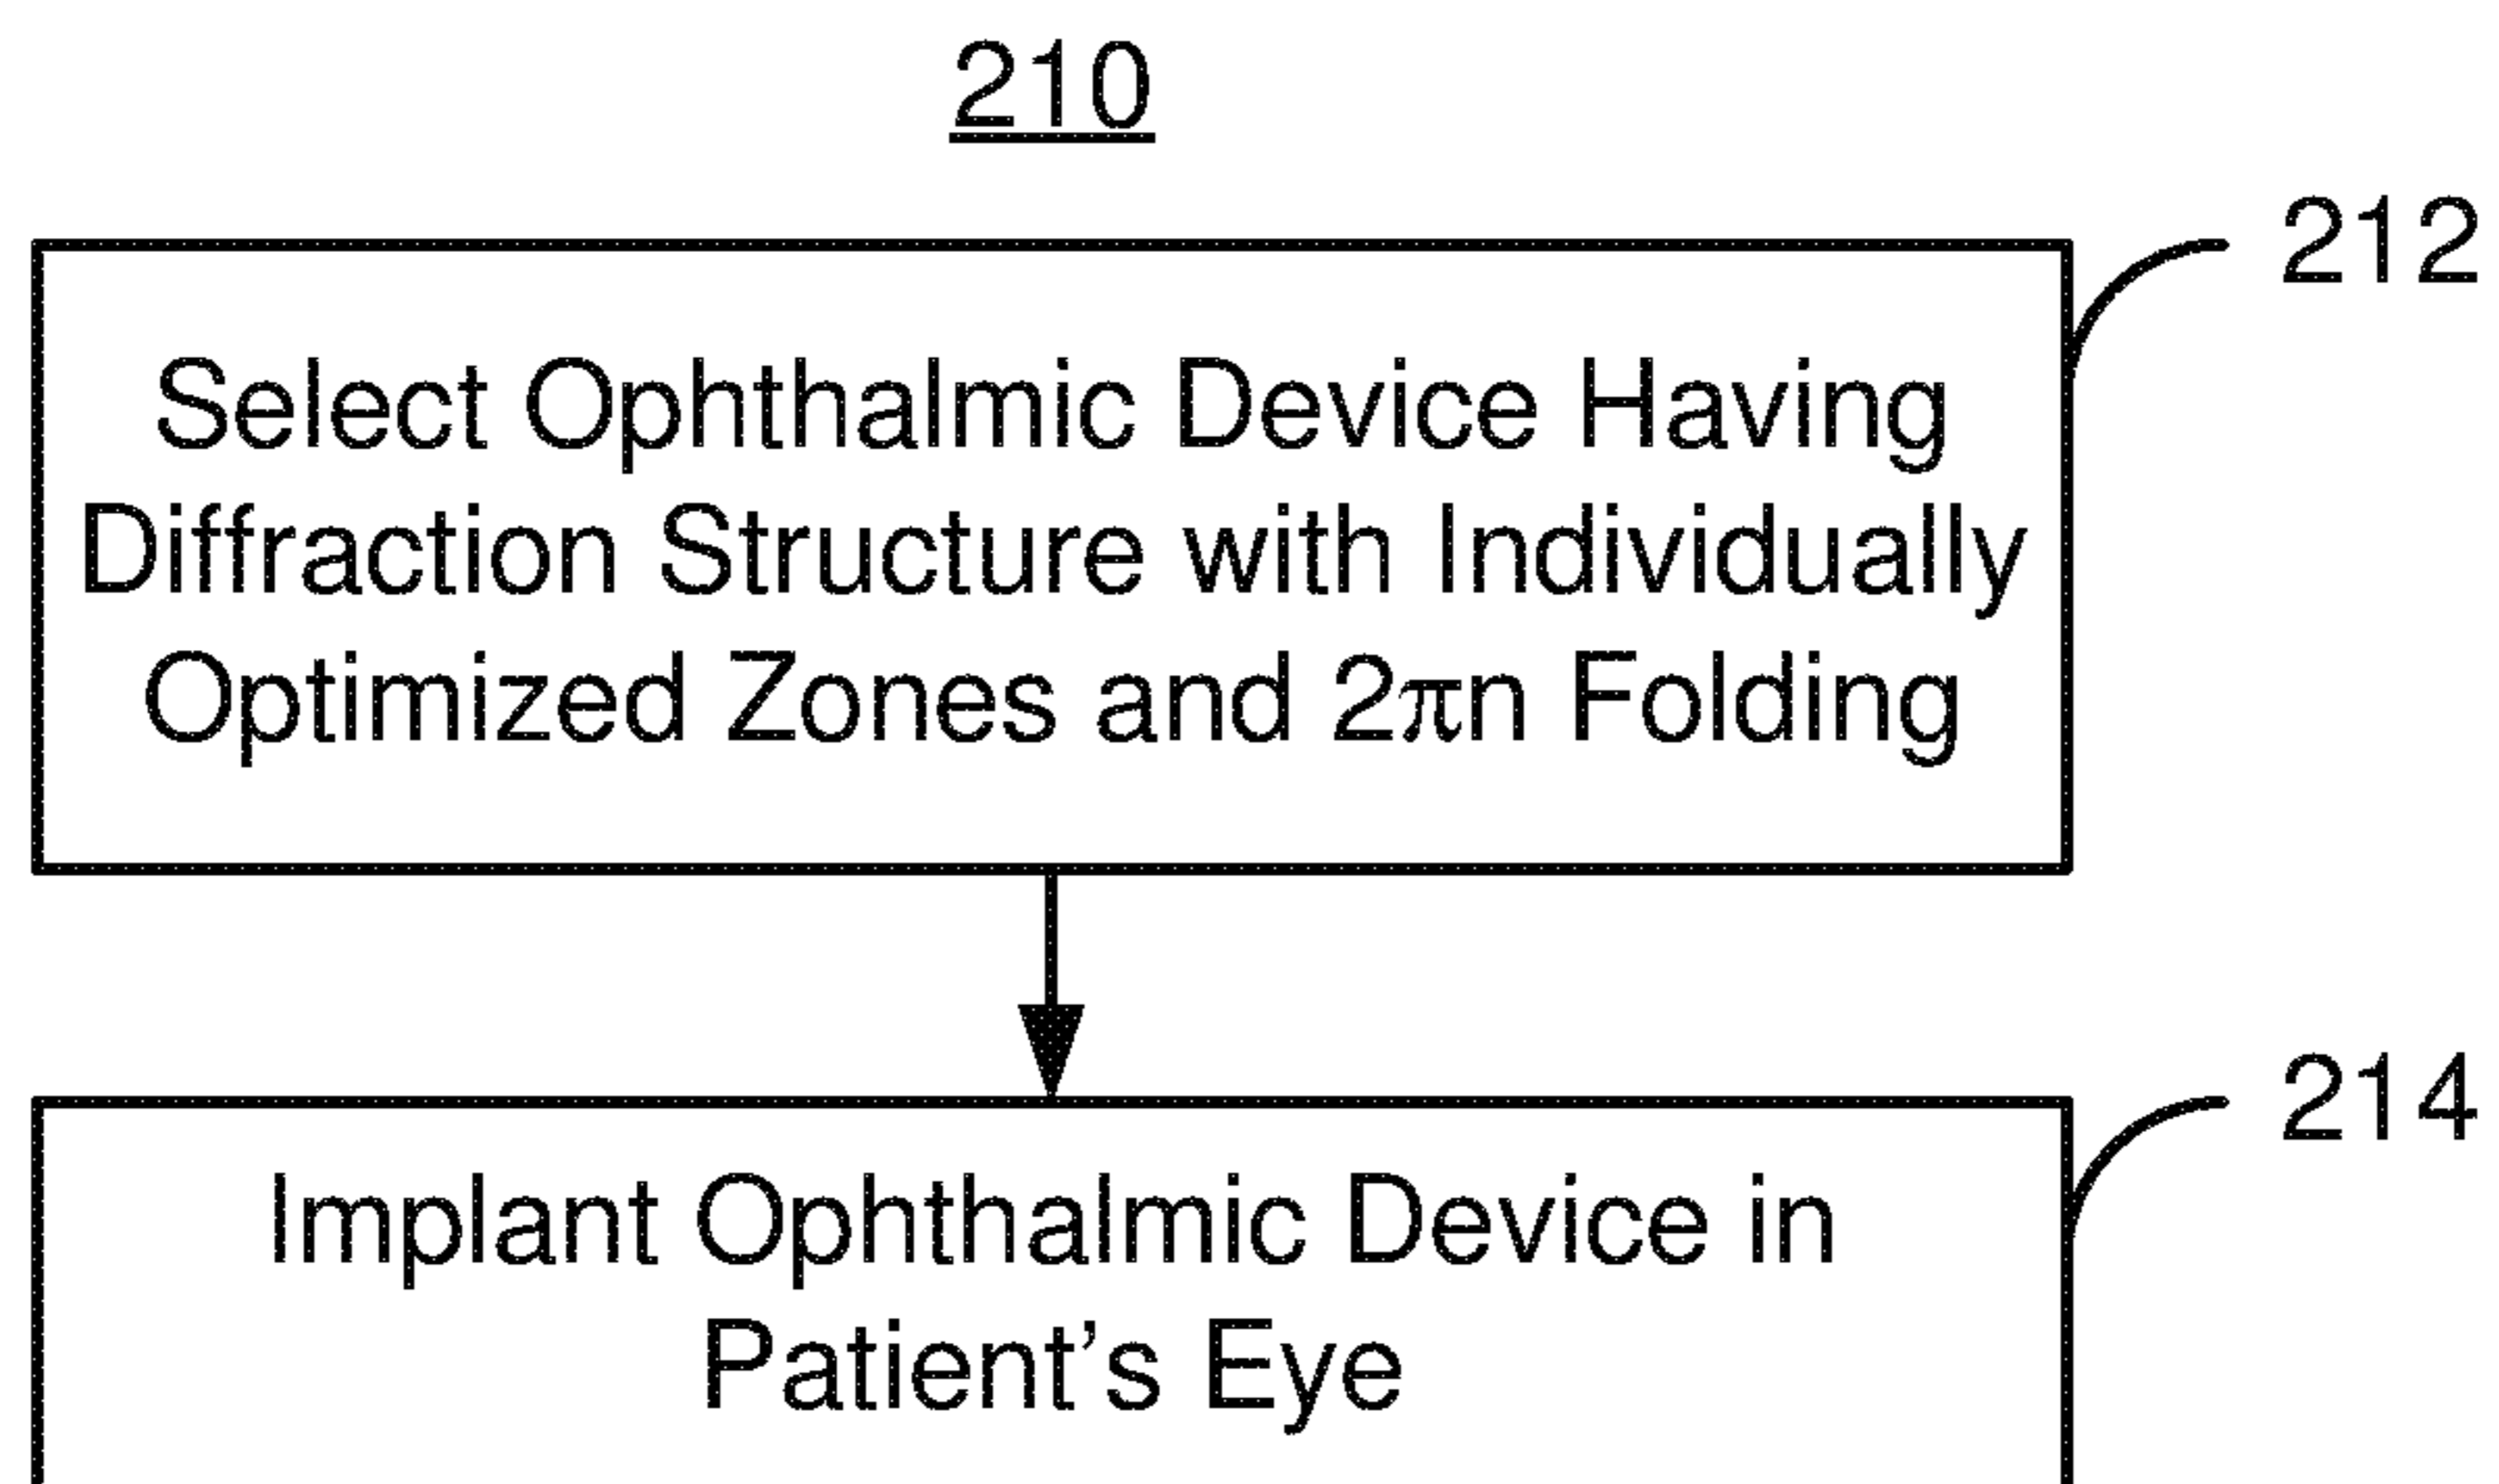 210
212
Select Ophthalmic Device Having
Diffraction Structure with Individually
Optimized Zones and 2πn Folding
214
Implant Ophthalmic Device in
Patient’s Eye